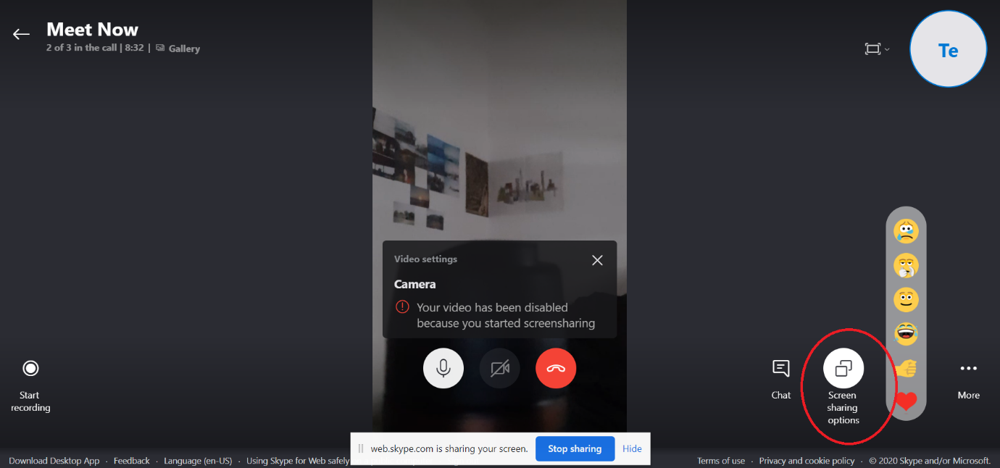 Meet Now
2 of 3 in the call | 8:32 | Gallery
Te
Video settings
Camera
Your video has been disabled
because you started screensharing
Start
recording
Chat
Screen
sharing
options
More
web.skype.com is sharing your screen.
Stop sharing
Hide
Download Desktop App · Feedback · Language (en-US) · Using Skype for Web safely
Terms of use · Privacy and cookie policy · © 2020 Skype and/or Microsoft.